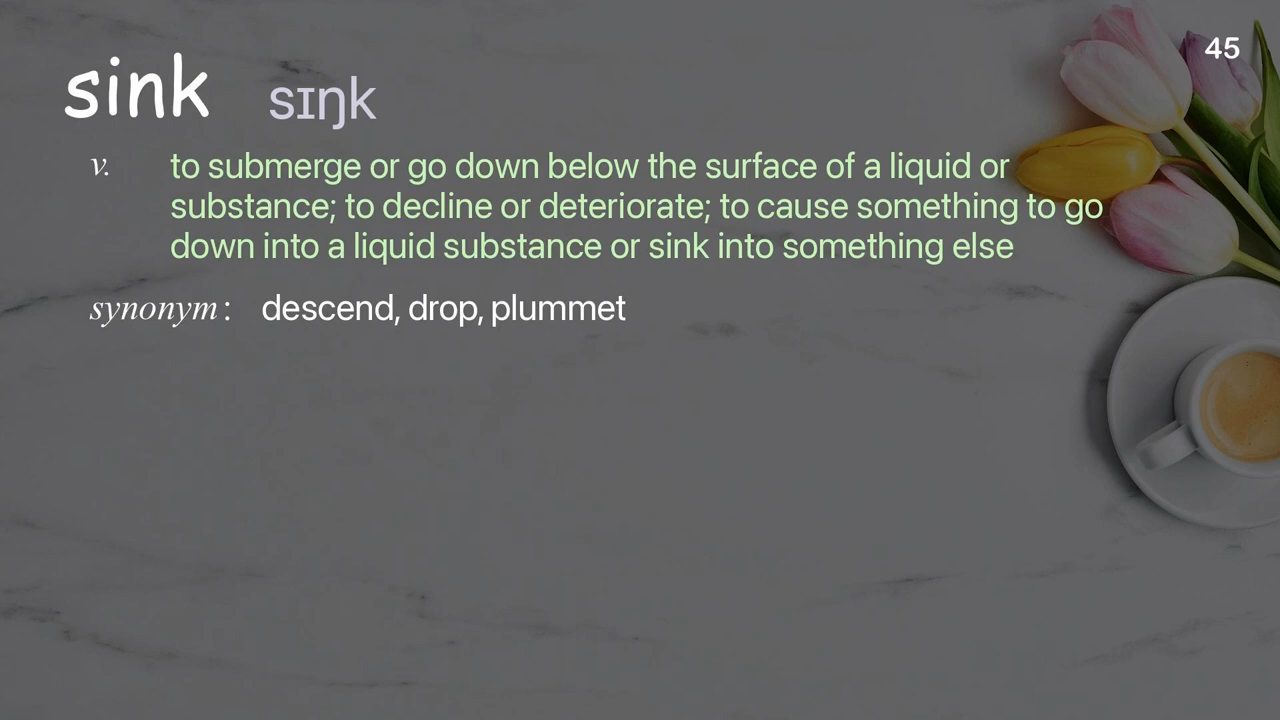 45
sink sɪŋk
v. to submerge or go down below the surface of a liquid or
substance; to decline or deteriorate; to cause something to go
down into a liquid substance or sink into something else
synonym: descend, drop, plummet